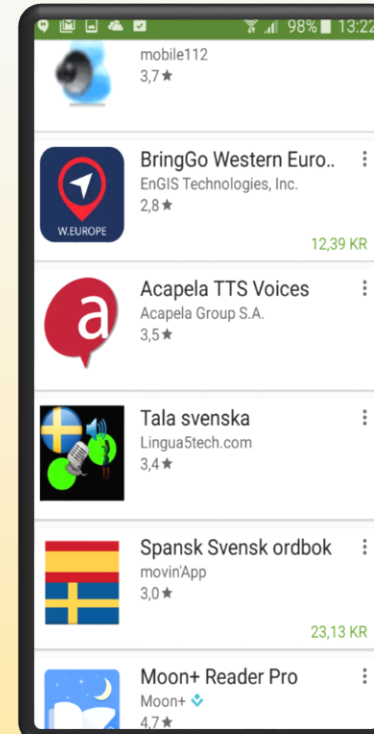 98% 13:22
mobile112
3,7★
BringGo Western Euro..
EnGIS Technologies, Inc.
2,8★
W.EUROPE
12,39 KR
Acapela TTS Voices
Acapela Group S.A.
3,5★
a
Tala svenska
Lingua5tech.com
3,4★
Spansk Svensk ordbok
movin'App
3,0★
23,13 KR
Moon+ Reader Pro
Moon+
4,7★